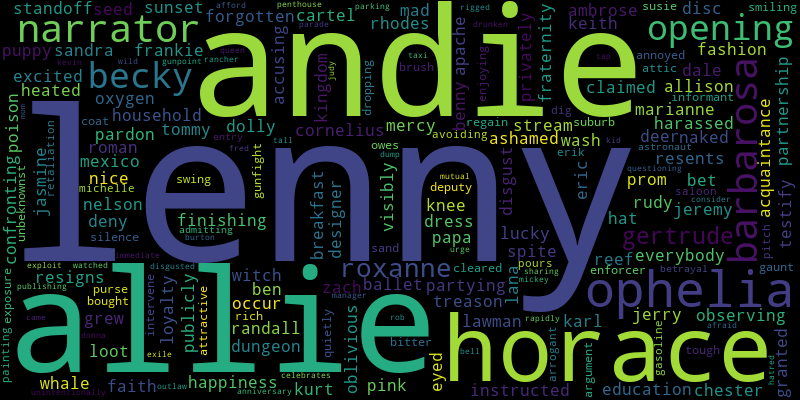 standoff seed sunset forgotten cartel mad rhodes ambrose keith susie disc smiling
penthouse parking afford rigged
narrator andie opening
puppy sandra frankie accusing kingdom parade brush dropping benny apache drunken enjoying privately fraternity annoyed attic fashion dale
kevin wild gunpoint queen rancher taxi judy cap informant
excited becky claimed allison testify partnership
heated oxygen household dolly cornelius mercy regain stream dig suburb marianne harassed barbarosa
poison coat pardon tommy entry tall avoiding ashamed wash kid deernaked acquaintance
confronting unbeknownst retaliation roman mexico fred owes dump disgust erik eric astronaut resents
jasmine nice michelle swing gunfight mutual deputy questioning consider
lenny
nelson finishing breakfast designer visibly knee prom bet saloon
deny admitting dress lucky rudy jeremy
silence burton papa spite hat gertrude pitch
immediate sand urge reef everybody
resigns exploit watched disgusted witch roxanne cleared lana pours enforcer betrayal gaunt
publishing purse bought intervene loyalty publicly attractive ben zach ballet partying sharing ophelia
exposure painting grew occur manager treason mickey
came rich randall quietly rob lawman rapidly karl jerry observing
allie
loot donna dungeon oblivious bitter horace arrogant argument afraid gasoline tough granted
exile bell hatred
whale faith outlaw happiness celebrates kurt pink eyed instructed education chester
unintentionally anniversary